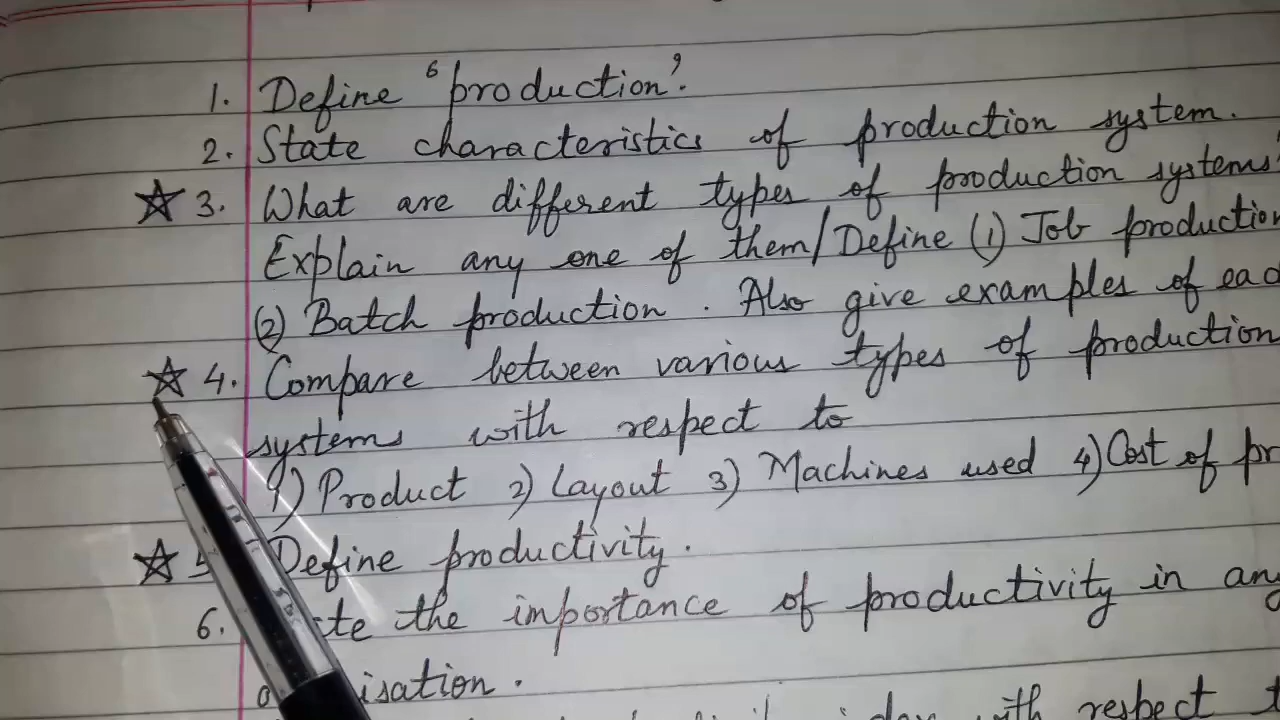 1. Define "production".
2. State characteristics of production system.
☆ 3. What are different types of production systems?
Explain any one of them/Define (1) Job production
(2) Batch production. Also give examples of
☆ 4. Compare between various types of production
systems with respect to
1) Product 2) Layout 3) Machines used 4) Cost of
☆ Define productivity.
6. the importance of productivity in
with respect